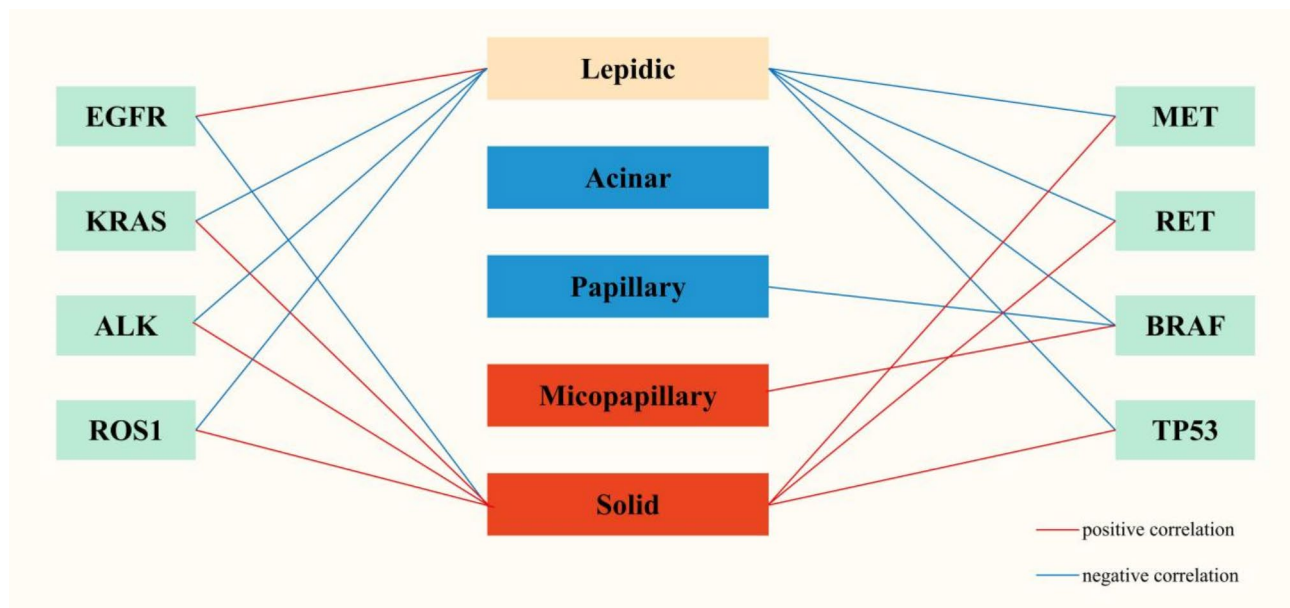 EGFR
KRAS
ALK
ROS1
Lepidic
Acinar
Papillary
Micopapillary
Solid
MET
RET
BRAF
TP53
positive correlation
negative correlation